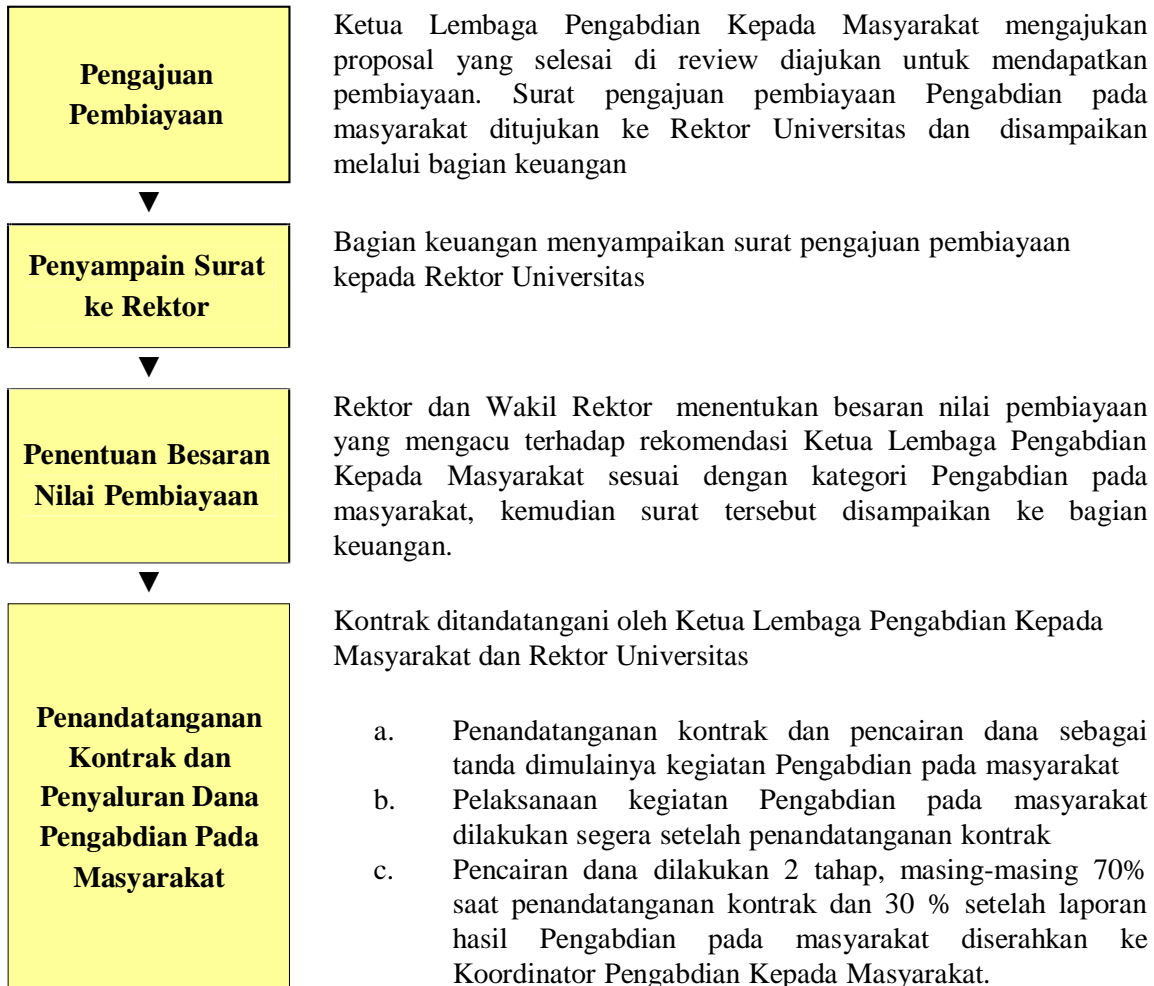 Pengajuan
Pembiayaan
Ketua Lembaga Pengabdian Kepada Masyarakat mengajukan
proposal yang selesai di review diajukan untuk mendapatkan
pembiayaan. Surat pengajuan pembiayaan Pengabdian pada
masyarakat ditujukan ke Rektor Universitas dan disampaikan
melalui bagian keuangan
Penyampain Surat
ke Rektor
Bagian keuangan menyampaikan surat pengajuan pembiayaan
kepada Rektor Universitas
Penentuan Besaran
Nilai Pembiayaan
Rektor dan Wakil Rektor menentukan besaran nilai pembiayaan
yang mengacu terhadap rekomendasi Ketua Lembaga Pengabdian
Kepada Masyarakat sesuai dengan kategori Pengabdian pada
masyarakat, kemudian surat tersebut disampaikan ke bagian
keuangan.
Penandatanganan
Kontrak dan
Penyaluran Dana
Pengabdian Pada
Masyarakat
Kontrak ditandatangani oleh Ketua Lembaga Pengabdian Kepada
Masyarakat dan Rektor Universitas
a. Penandatanganan kontrak dan pencairan dana sebagai
tanda dimulainya kegiatan Pengabdian pada masyarakat
b. Pelaksanaan kegiatan Pengabdian pada masyarakat
dilakukan segera setelah penandatanganan kontrak
c. Pencairan dana dilakukan 2 tahap, masing-masing 70%
saat penandatanganan kontrak dan 30 % setelah laporan
hasil Pengabdian pada masyarakat diserahkan ke
Koordinator Pengabdian Kepada Masyarakat.